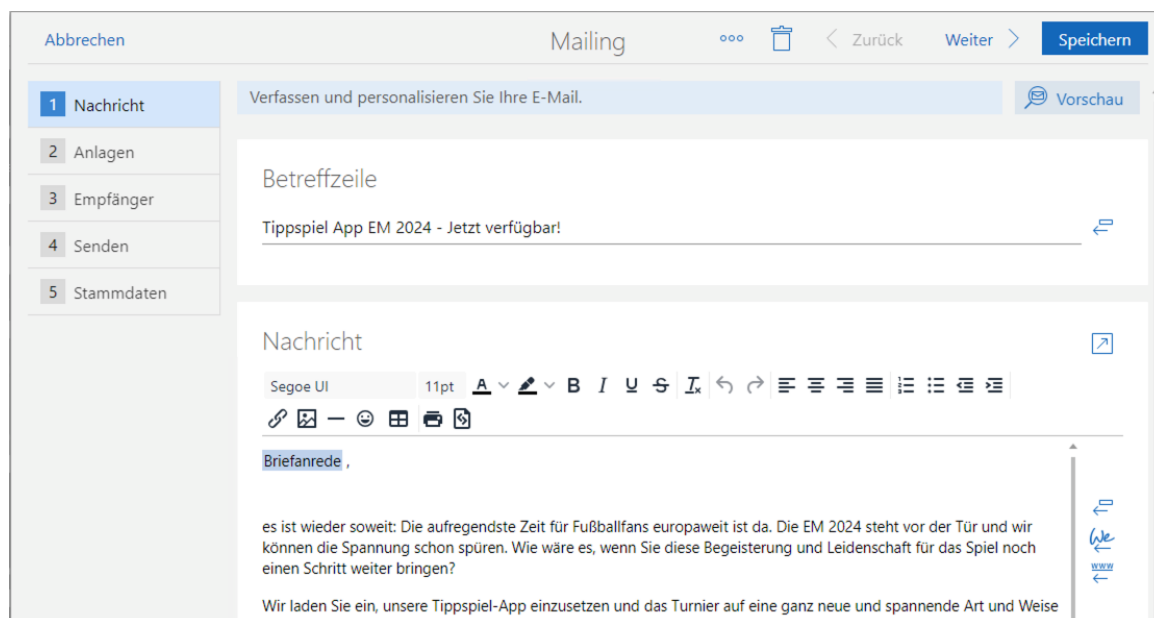 Abbrechen
Mailing
Zurück
Weiter
Speichern
1 Nachricht
2 Anlagen
3 Empfänger
4 Senden
5 Stammdaten
Verfassen und personalisieren Sie Ihre E-Mail.
Vorschau
Betreffzeile
Tippspiel App EM 2024 - Jetzt verfügbar!
Nachricht
Segoe UI 11pt
Briefanrede ,
es ist wieder soweit: Die aufregendste Zeit für Fußballfans europaweit ist da. Die EM 2024 steht vor der Tür und wir
können die Spannung schon spüren. Wie wäre es, wenn Sie diese Begeisterung und Leidenschaft für das Spiel noch
einen Schritt weiter bringen?
Wir laden Sie ein, unsere Tippspiel-App einzusetzen und das Turnier auf eine ganz neue und spannende Art und Weise
We
www